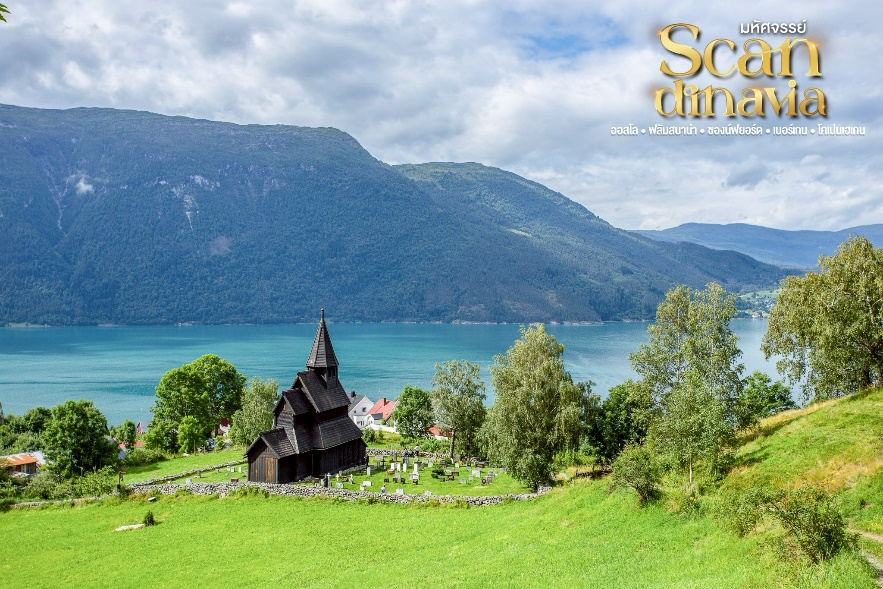 มหัศจรรย์
Scan
dinavia
ออสโล • ฟลัมสบาน่า • ซองน์ฟยอร์ด • เบอร์เกน • โคเปนเฮเกน